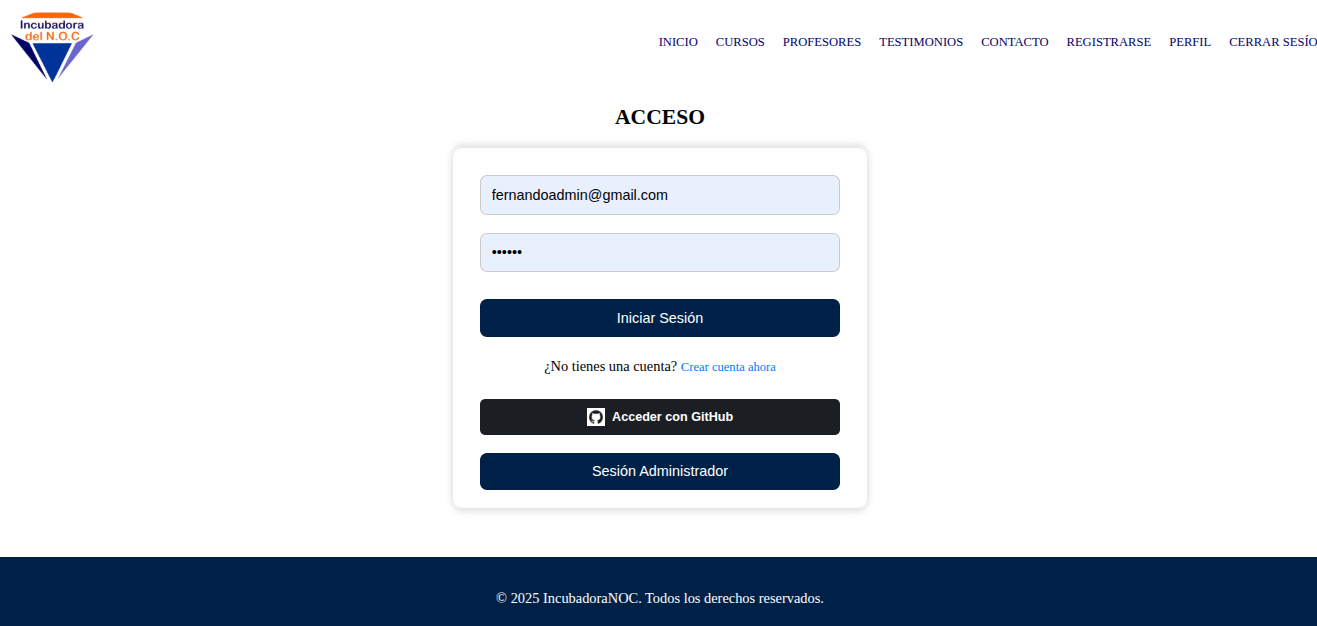 Incubadora
del N.O.C
INICIO CURSOS PROFESORES TESTIMONIOS CONTACTO REGISTRARSE PERFIL CERRAR SESÍO
ACCESO
fernandoadmin@gmail.com
••••••
Iniciar Sesión
¿No tienes una cuenta? Crear cuenta ahora
Acceder con GitHub
Sesión Administrador
© 2025 IncubadoraNOC. Todos los derechos reservados.